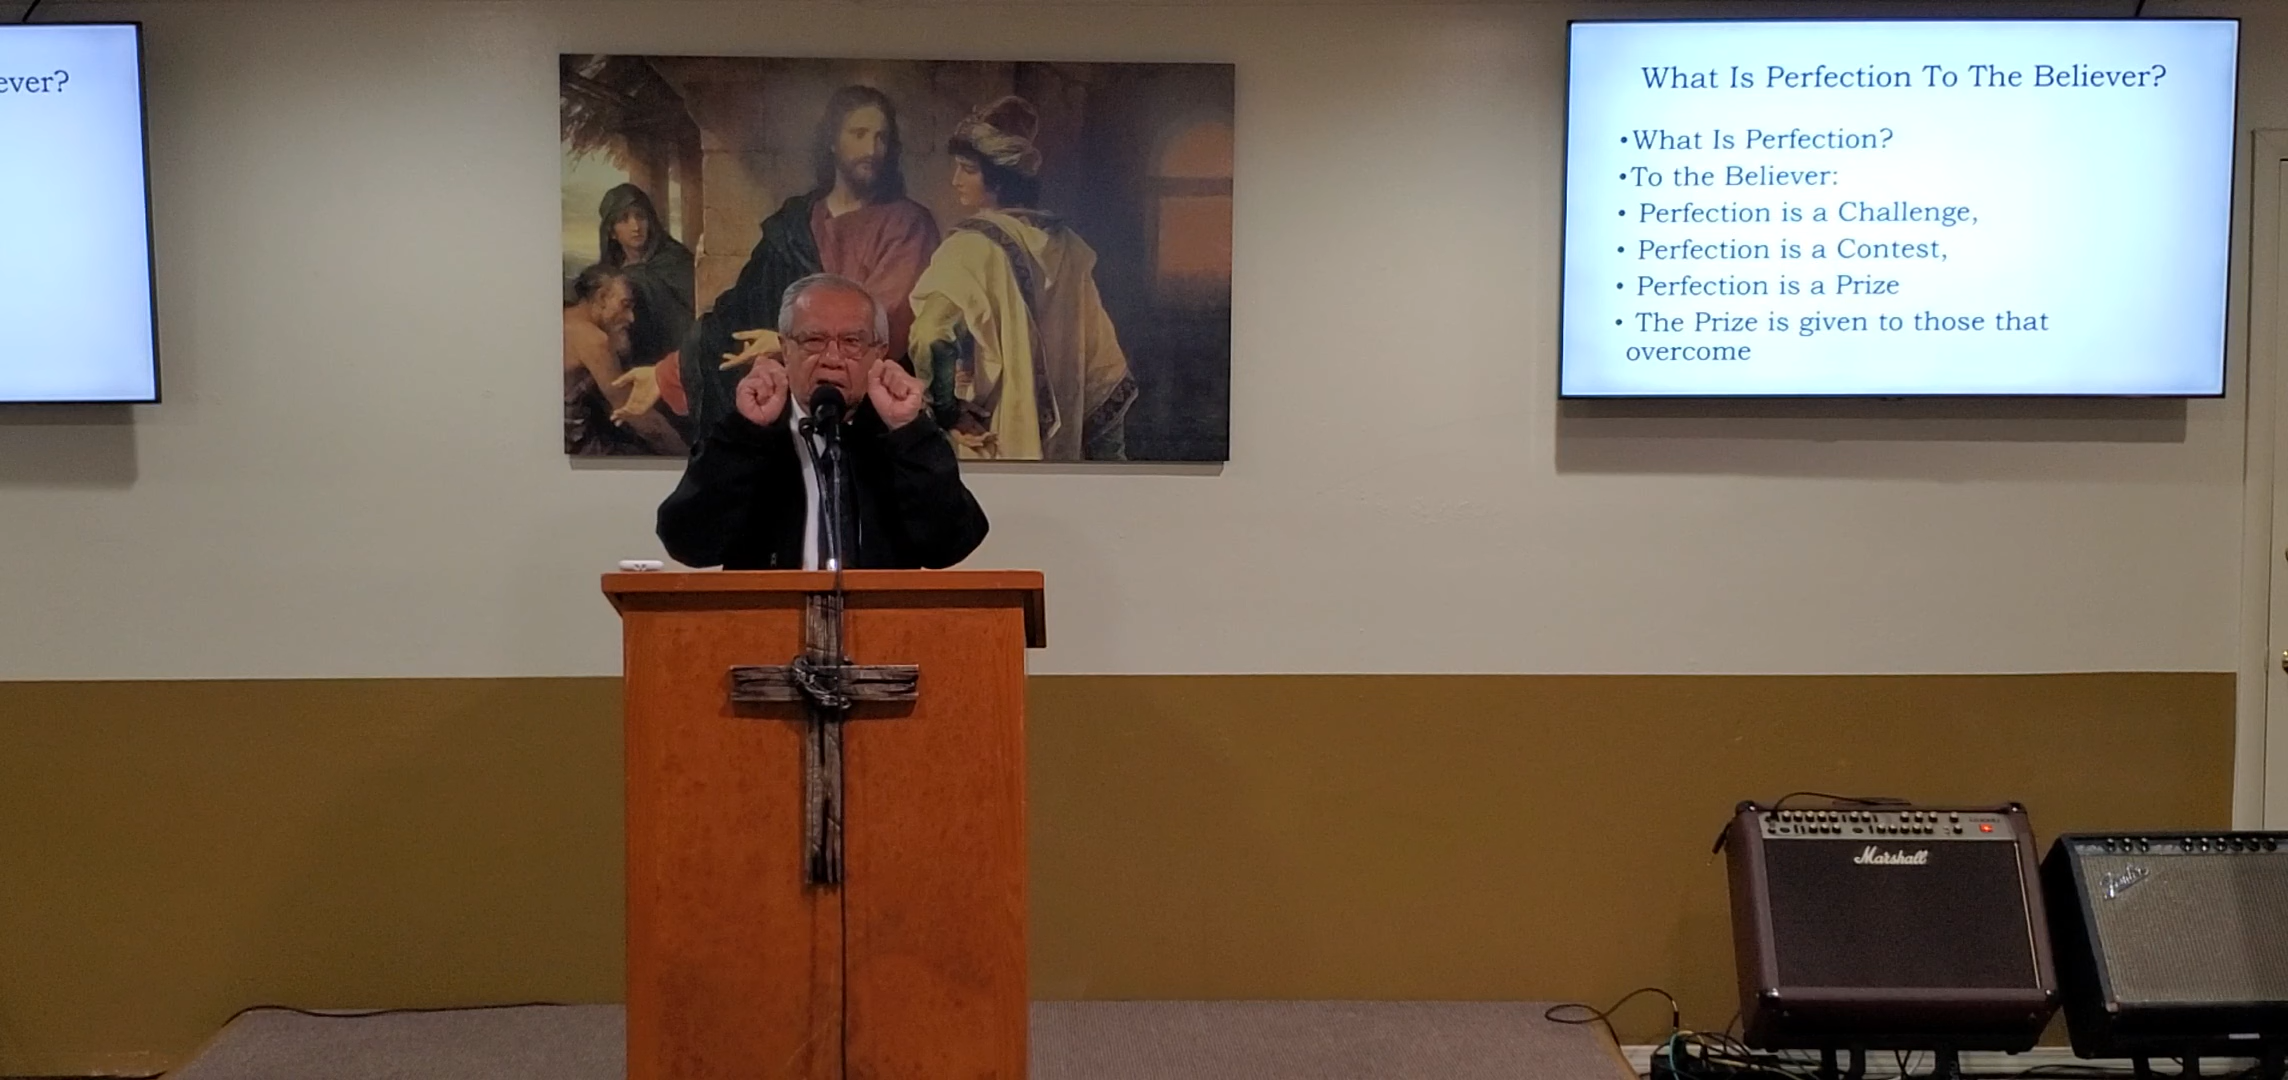 ever?
What Is Perfection To The Believer?
•What Is Perfection?
•To the Believer:
• Perfection is a Challenge,
• Perfection is a Contest,
• Perfection is a Prize
• The Prize is given to those that
overcome
Marshall
Fender